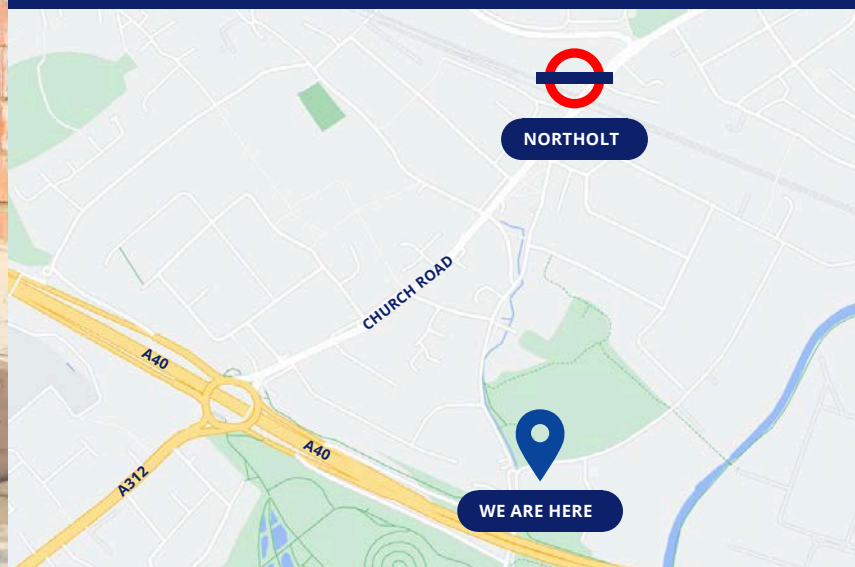 NORTHOLT
CHURCH ROAD
A40
A40
A312
WE ARE HERE